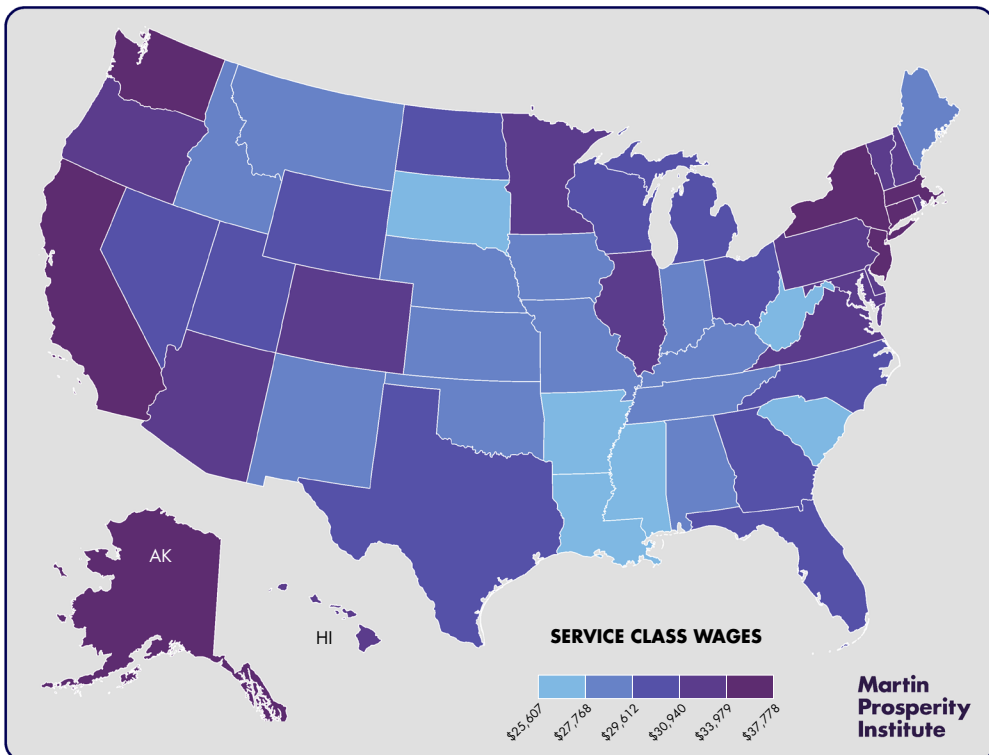 AK
HI
SERVICE CLASS WAGES
$25,607
$27,768
$29,612
$30,940
$33,979
$37,778
Martin
Prosperity
Institute